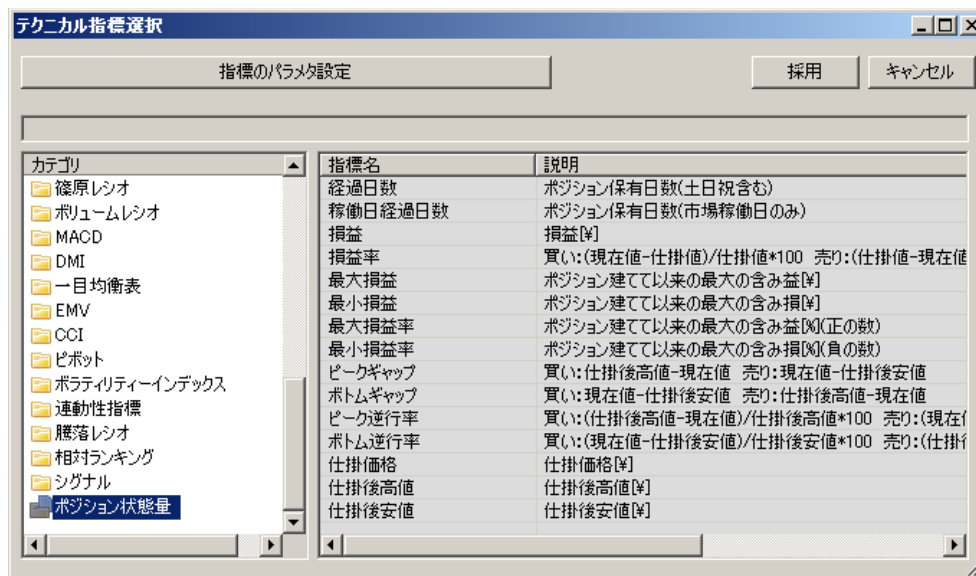 テクニカル指標選択
指標のパラメタ設定 採用 キャンセル
カテゴリ
篠原レシオ
ボリュームレシオ
MACD
DMI
一目均衡表
EMV
CCI
ピボット
ボラティリティーインデックス
連動性指標
騰落レシオ
相対ランキング
シグナル
ポジション状態量
指標名 説明
経過日数 ポジション保有日数(土日祝含む)
稼働日経過日数 ポジション保有日数(市場稼働日のみ)
損益 損益[¥]
損益率 買い:(現在値-仕掛値)/仕掛値*100 売り:(仕掛値-現在値
最大損益 ポジション建てて以来の最大の含み益[¥]
最小損益 ポジション建てて以来の最大の含み損[¥]
最大損益率 ポジション建てて以来の最大の含み益[%](正の数)
最小損益率 ポジション建てて以来の最大の含み損[%](負の数)
ピークギャップ 買い:仕掛後高値-現在値 売り:現在値-仕掛後安値
ボトムギャップ 買い:現在値-仕掛後安値 売り:仕掛後高値-現在値
ピーク逆行率 買い:(仕掛後高値-現在値)/仕掛後高値*100 売り:(現在
ボトム逆行率 買い:(現在値-仕掛後安値)/仕掛後安値*100 売り:(仕掛
仕掛価格 仕掛価格[¥]
仕掛後高値 仕掛後高値[¥]
仕掛後安値 仕掛後安値[¥]